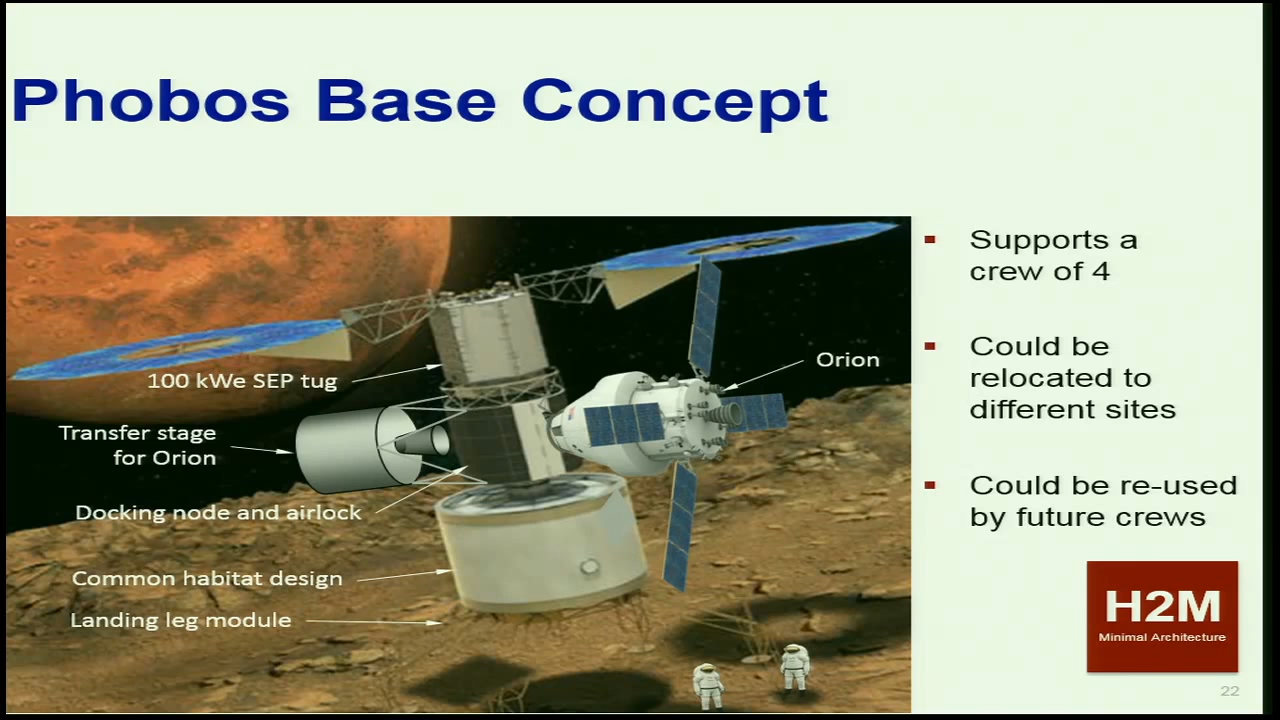 Phobos Base Concept
100 kWe SEP tug
Orion
Transfer stage
for Orion
Docking node and airlock
Common habitat design
Landing leg module
Supports a
crew of 4
Could be
relocated to
different sites
Could be re-used
by future crews
H2M
Minimal Architecture
22